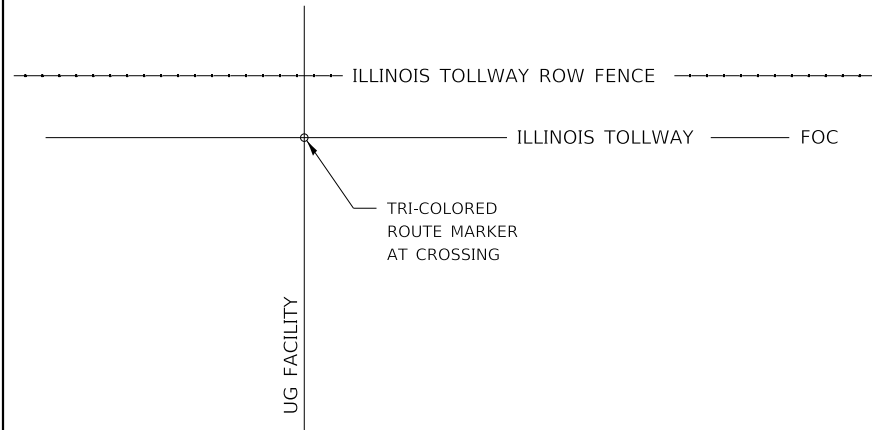 ILLINOIS TOLLWAY ROW FENCE
ILLINOIS TOLLWAY FOC
TRI-COLORED
ROUTE MARKER
AT CROSSING
UG FACILITY